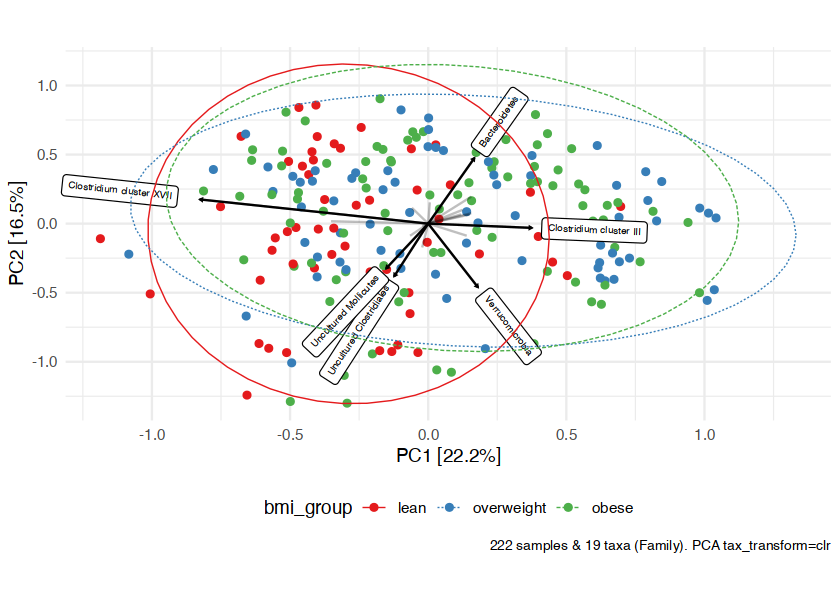 PC2 [16.5%]
1.0
0.5
0.0
-0.5
-1.0
Bacteroidetes
Clostridium cluster XVII
Clostridium cluster III
Uncultured Mollicutes
Uncultured Clostridiales
Verrucomicrobia
-1.0 -0.5 0.0 0.5 1.0
PC1 [22.2%]
bmi_group lean overweight obese
222 samples & 19 taxa (Family). PCA tax_transform=clr